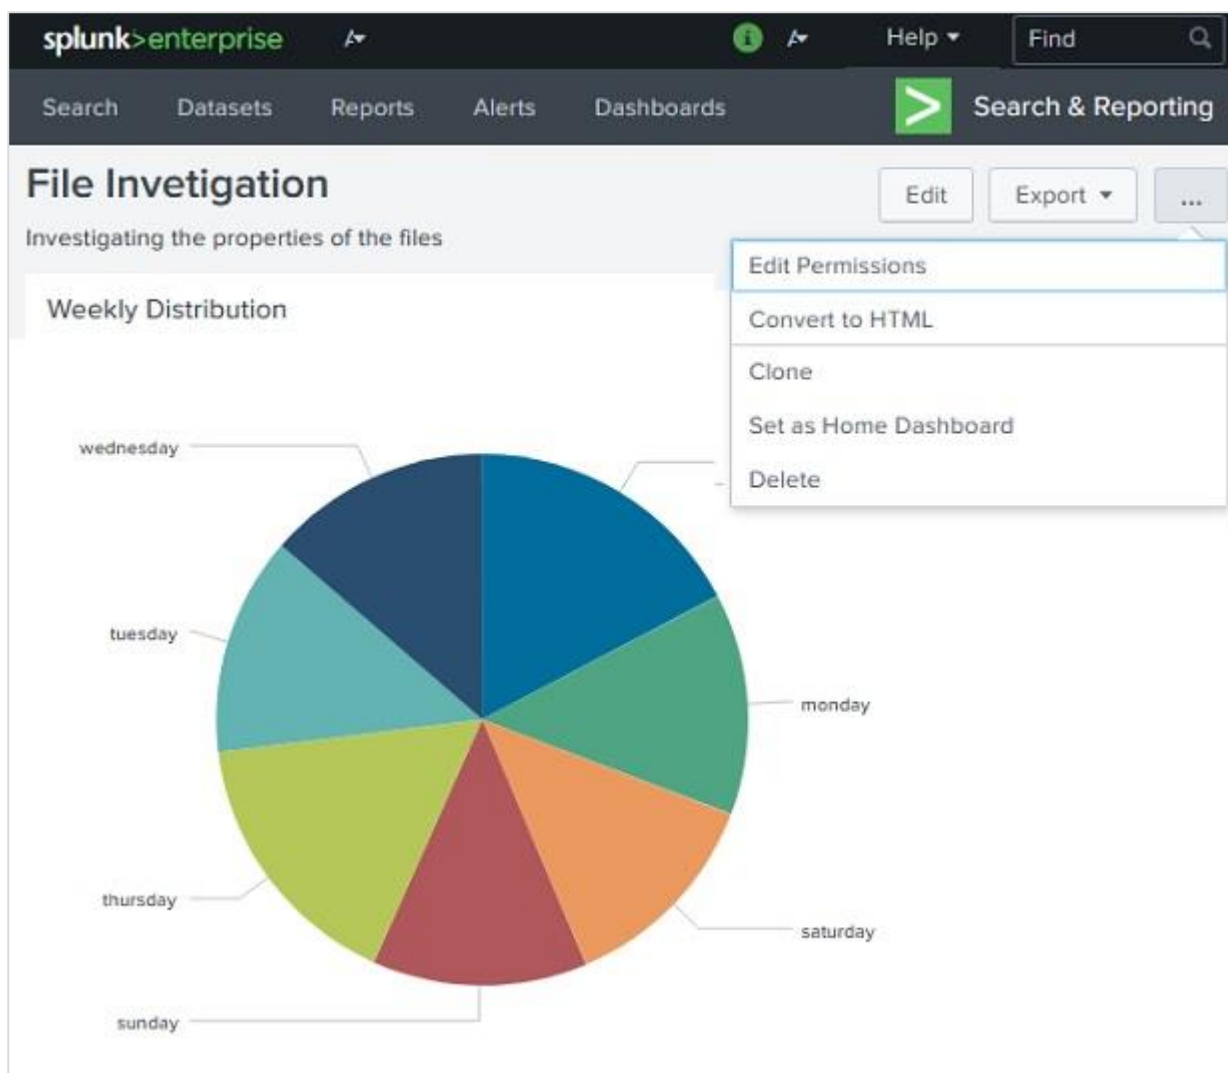 splunk>enterprise
Help
Find
Search Datasets Reports Alerts Dashboards
> Search & Reporting
File Invetigation
Edit Export ...
Investigating the properties of the files
Edit Permissions
Weekly Distribution
Convert to HTML
Clone
Set as Home Dashboard
Delete
wednesday
tuesday
monday
thursday
saturday
sunday